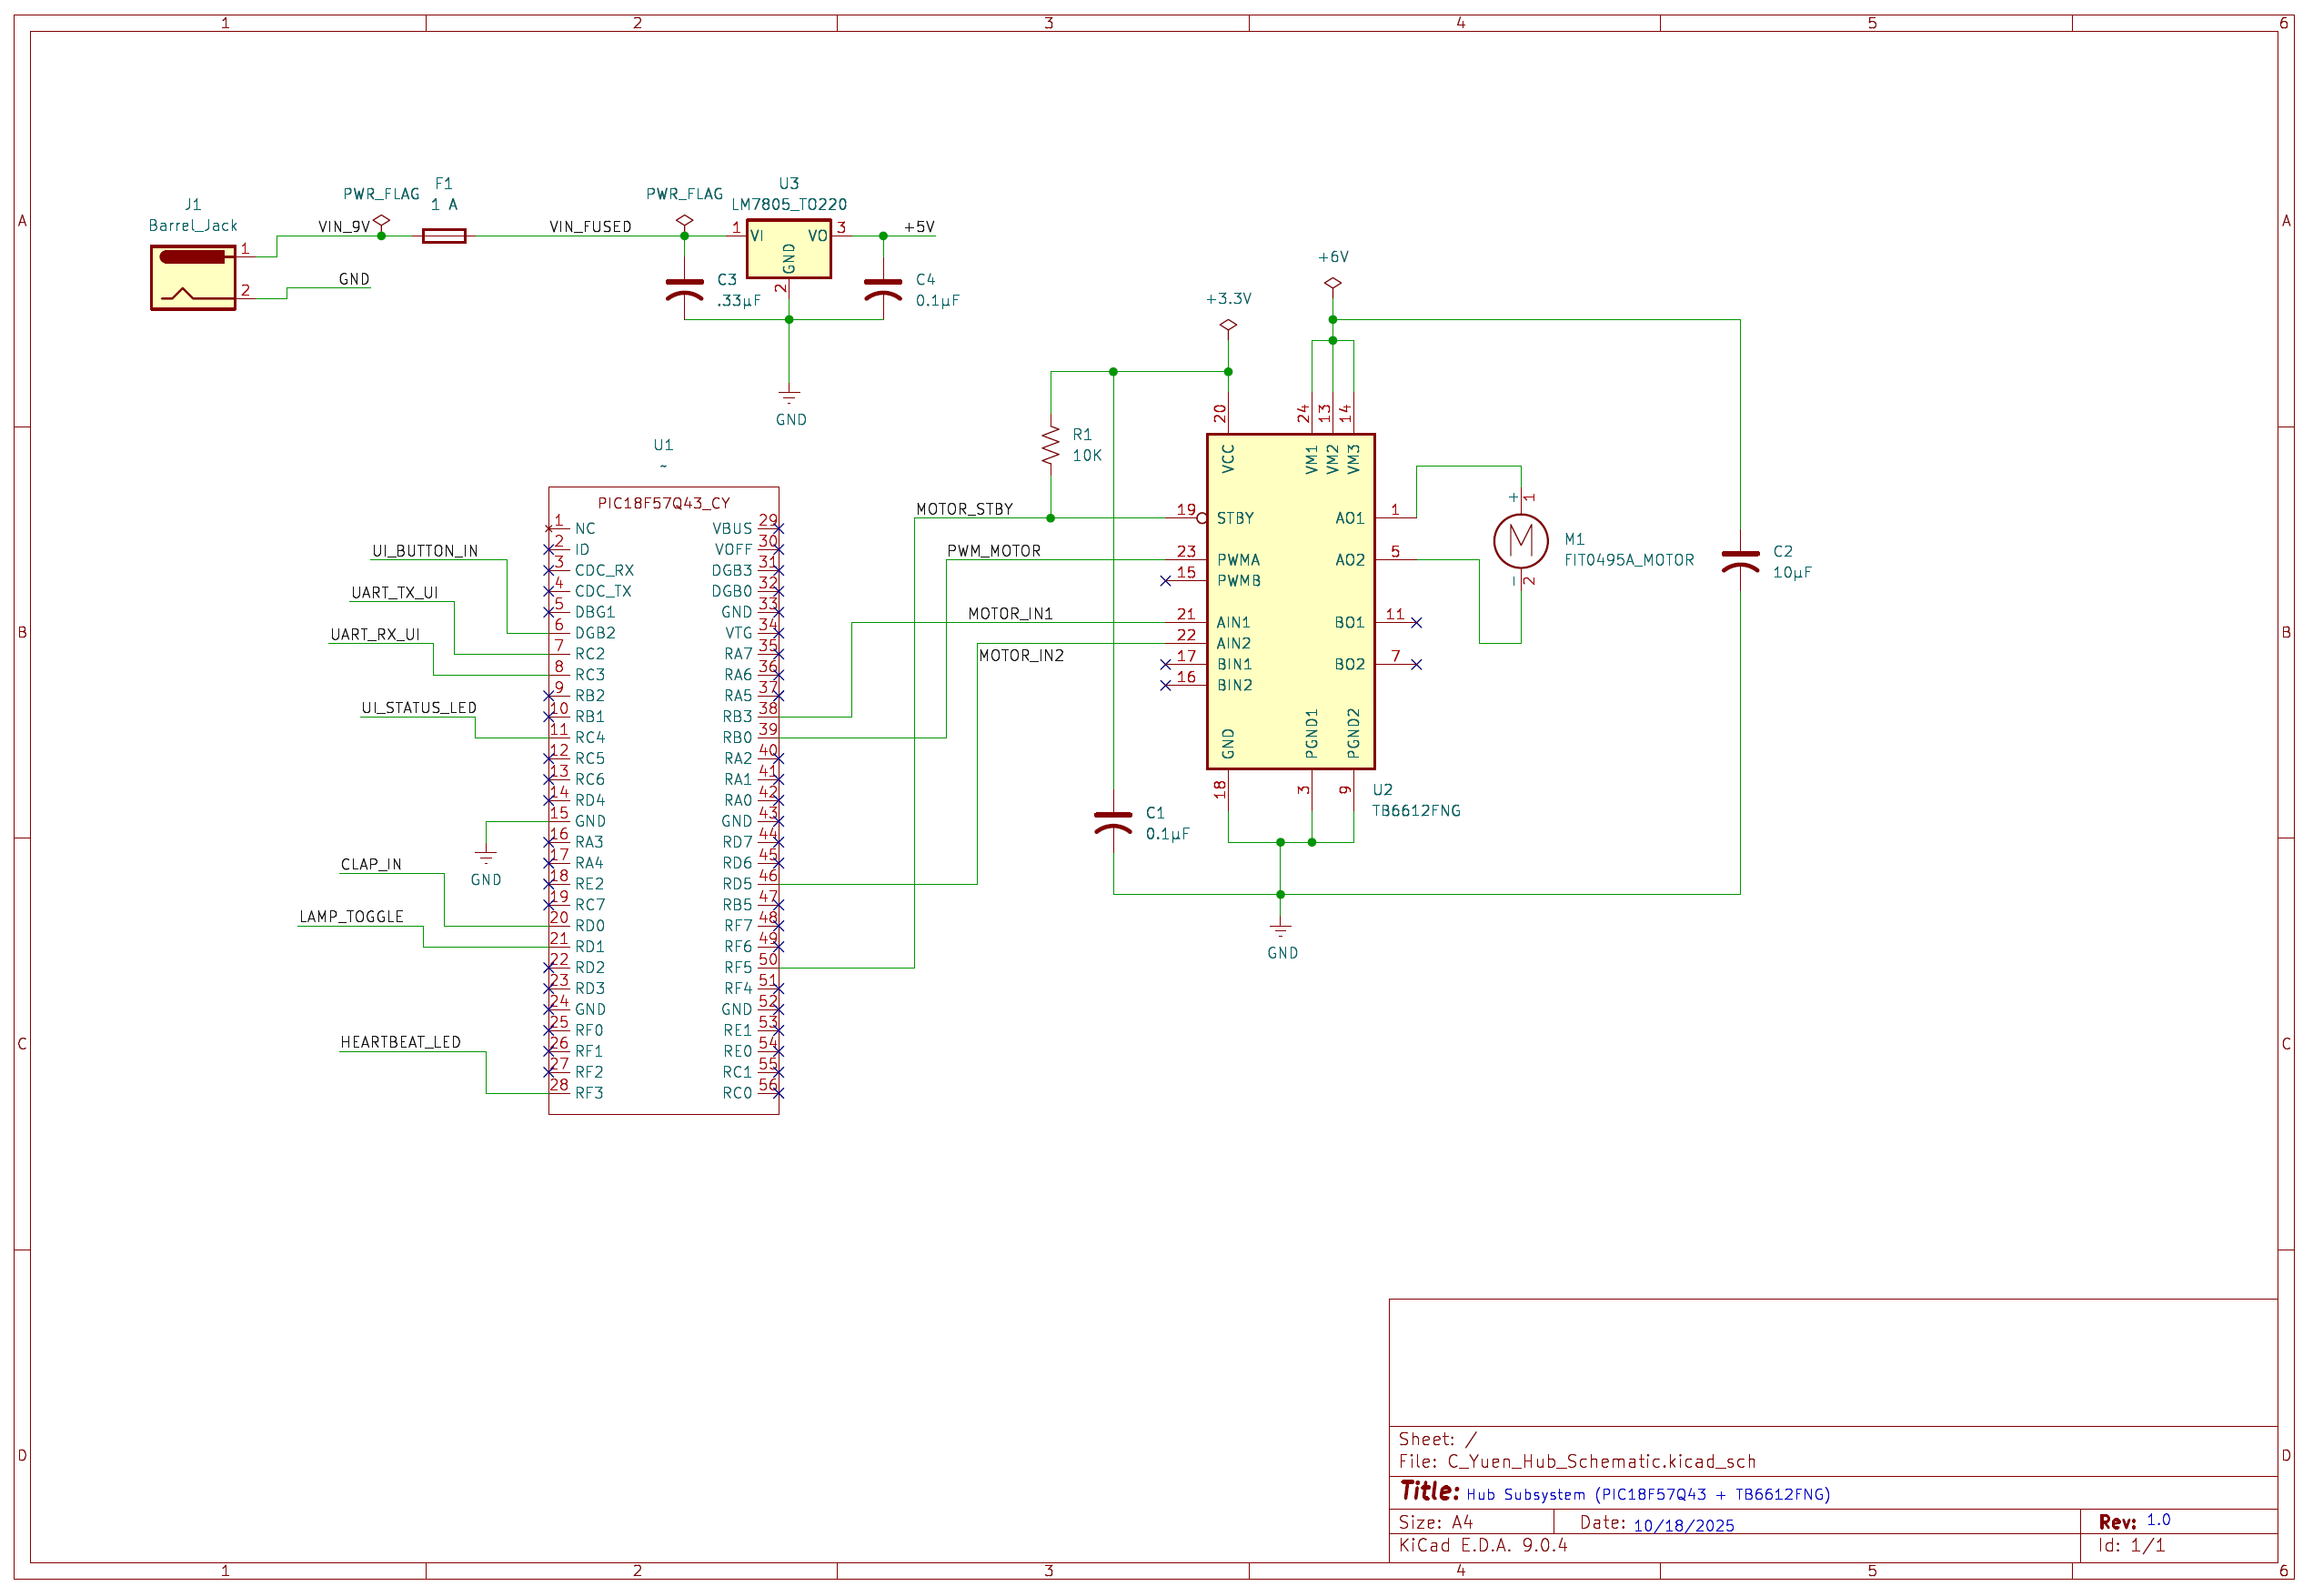 1 2 3 4 5 6
A
A
B
B
C
C
D
D
J1
Barrel_Jack
1
2
VIN_9V
GND
PWR_FLAG
F1
1 A
VIN_FUSED
PWR_FLAG
U3
LM7805_TO220
1 VI VO 3
GND
2
+5V
C3
.33µF
C4
0.1µF
GND
U1
~
PIC18F57Q43_CY
1 NC VBUS 29
2 ID VOFF 30
3 CDC_RX DGB3 31
4 CDC_TX DGB0 32
5 DBG1 GND 33
6 DGB2 VTG 34
7 RC2 RA7 35
8 RC3 RA6 36
9 RB2 RA5 37
10 RB1 RB3 38
11 RC4 RB0 39
12 RC5 RA2 40
13 RC6 RA1 41
14 RD4 RA0 42
15 GND GND 43
16 RA3 RD7 44
17 RA4 RD6 45
18 RE2 RD5 46
19 RC7 RB5 47
20 RD0 RF7 48
21 RD1 RF6 49
22 RD2 RF5 50
23 RD3 RF4 51
24 GND GND 52
25 RF0 RE1 53
26 RF1 RE0 54
27 RF2 RC1 55
28 RF3 RC0 56
UI_BUTTON_IN
UART_TX_UI
UART_RX_UI
UI_STATUS_LED
GND
CLAP_IN
LAMP_TOGGLE
HEARTBEAT_LED
MOTOR_STBY
PWM_MOTOR
MOTOR_IN1
MOTOR_IN2
R1
10K
+3.3V
+6V
20 24 13 14
VCC VM1 VM2 VM3
19 STBY AO1 1
23 PWMA AO2 5
15 PWMB
21 AIN1 BO1 11
22 AIN2
17 BIN1 BO2 7
16 BIN2
GND PGND1 PGND2
18 3 9
U2
TB6612FNG
+ 1
M
- 2
M1
FIT0495A_MOTOR
C2
10µF
C1
0.1µF
GND
Sheet: /
File: C_Yuen_Hub_Schematic.kicad_sch
Title: Hub Subsystem (PIC18F57Q43 + TB6612FNG)
Size: A4 Date: 10/18/2025 Rev: 1.0
KiCad E.D.A. 9.0.4 Id: 1/1
1 2 3 4 5 6